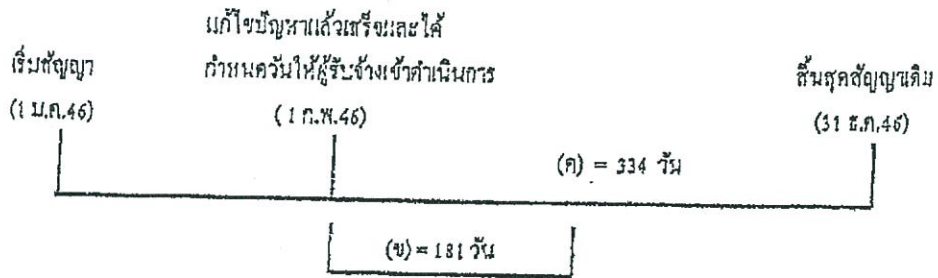 แก้ไขปัญหาแล้วเสร็จและได้
เริ่มสัญญา กำหนดวันให้ผู้รับจ้างเข้าดำเนินการ สิ้นสุดสัญญาเดิม
(1 ม.ค.46) (1 ก.พ.46) (31 ธ.ค.46)
(ค) = 334 วัน
(ข) = 181 วัน